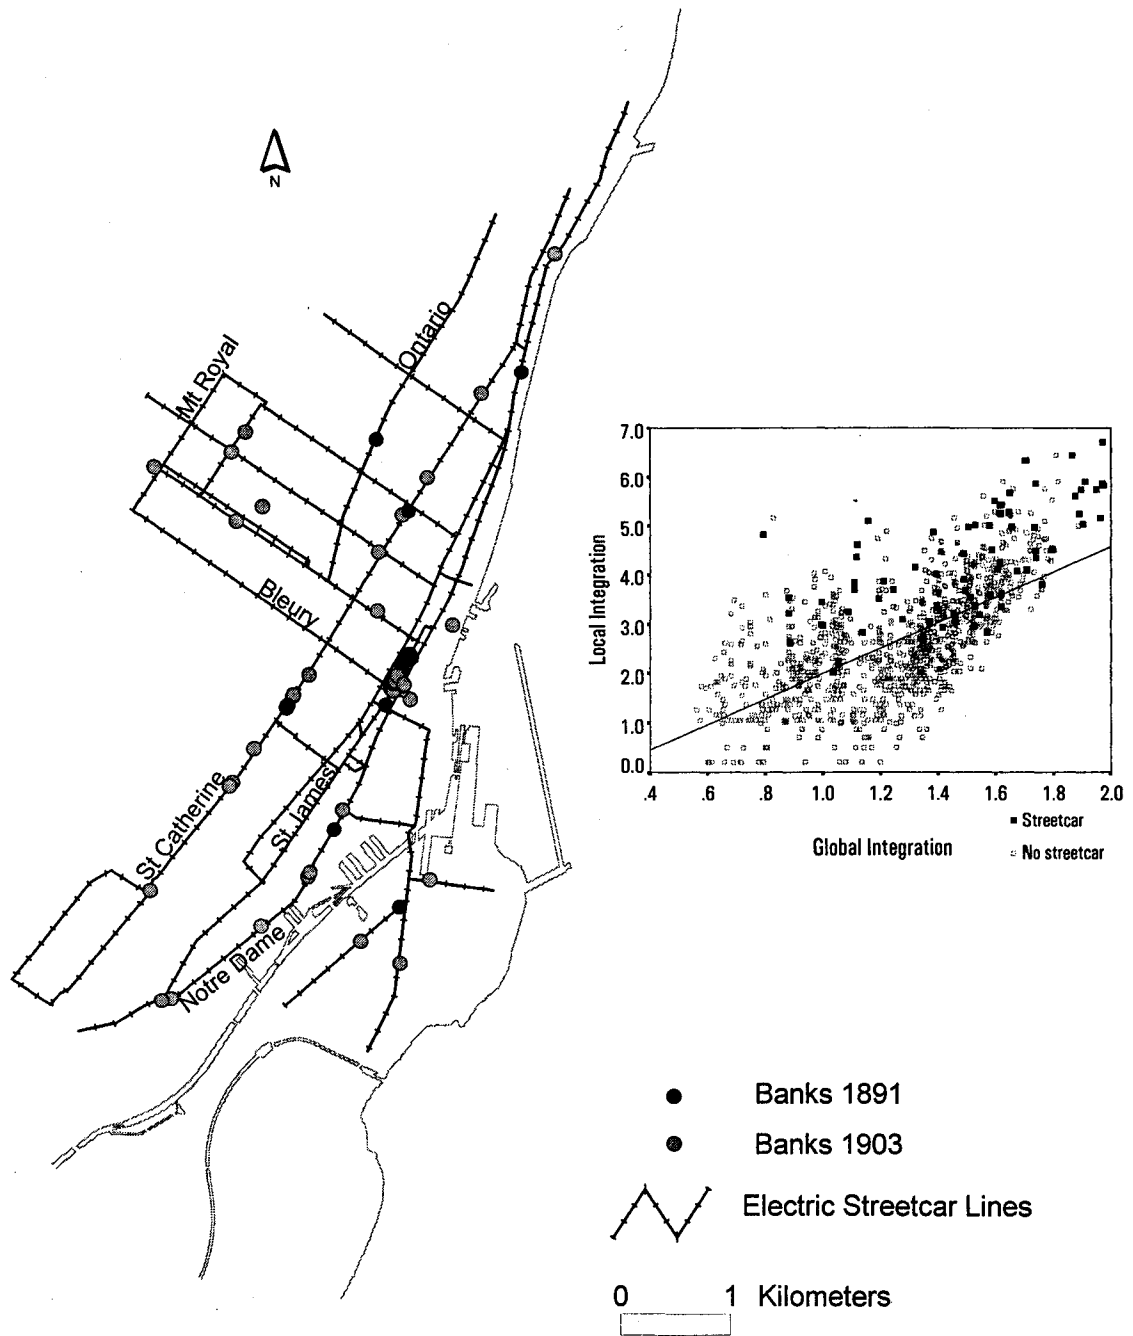 N
Ontario
Mt Royal
Bleury
St Catherine
St James
Notre Dame
7.0
6.0
5.0
4.0
3.0
2.0
1.0
0.0
Local Integration
.4 .6 .8 1.0 1.2 1.4 1.6 1.8 2.0
Global Integration
Streetcar
No streetcar
Banks 1891
Banks 1903
Electric Streetcar Lines
0 1 Kilometers